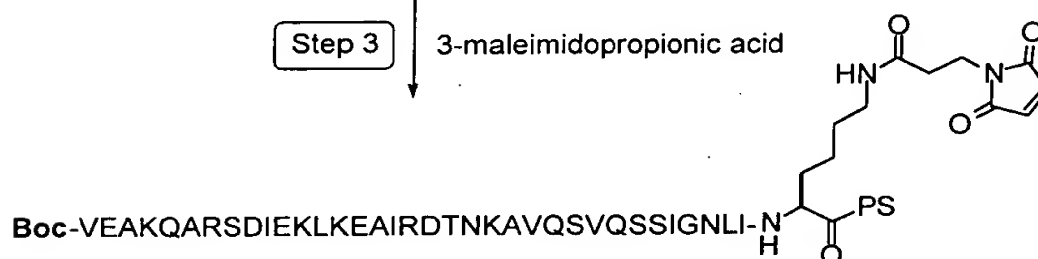 Step 3 3-maleimidopropionic acid
O
HN
N
O
O
Boc-VEAKQARSDIEKLKEAIRDTNKAVQSVQSSIGNLI-N
H
PS
O